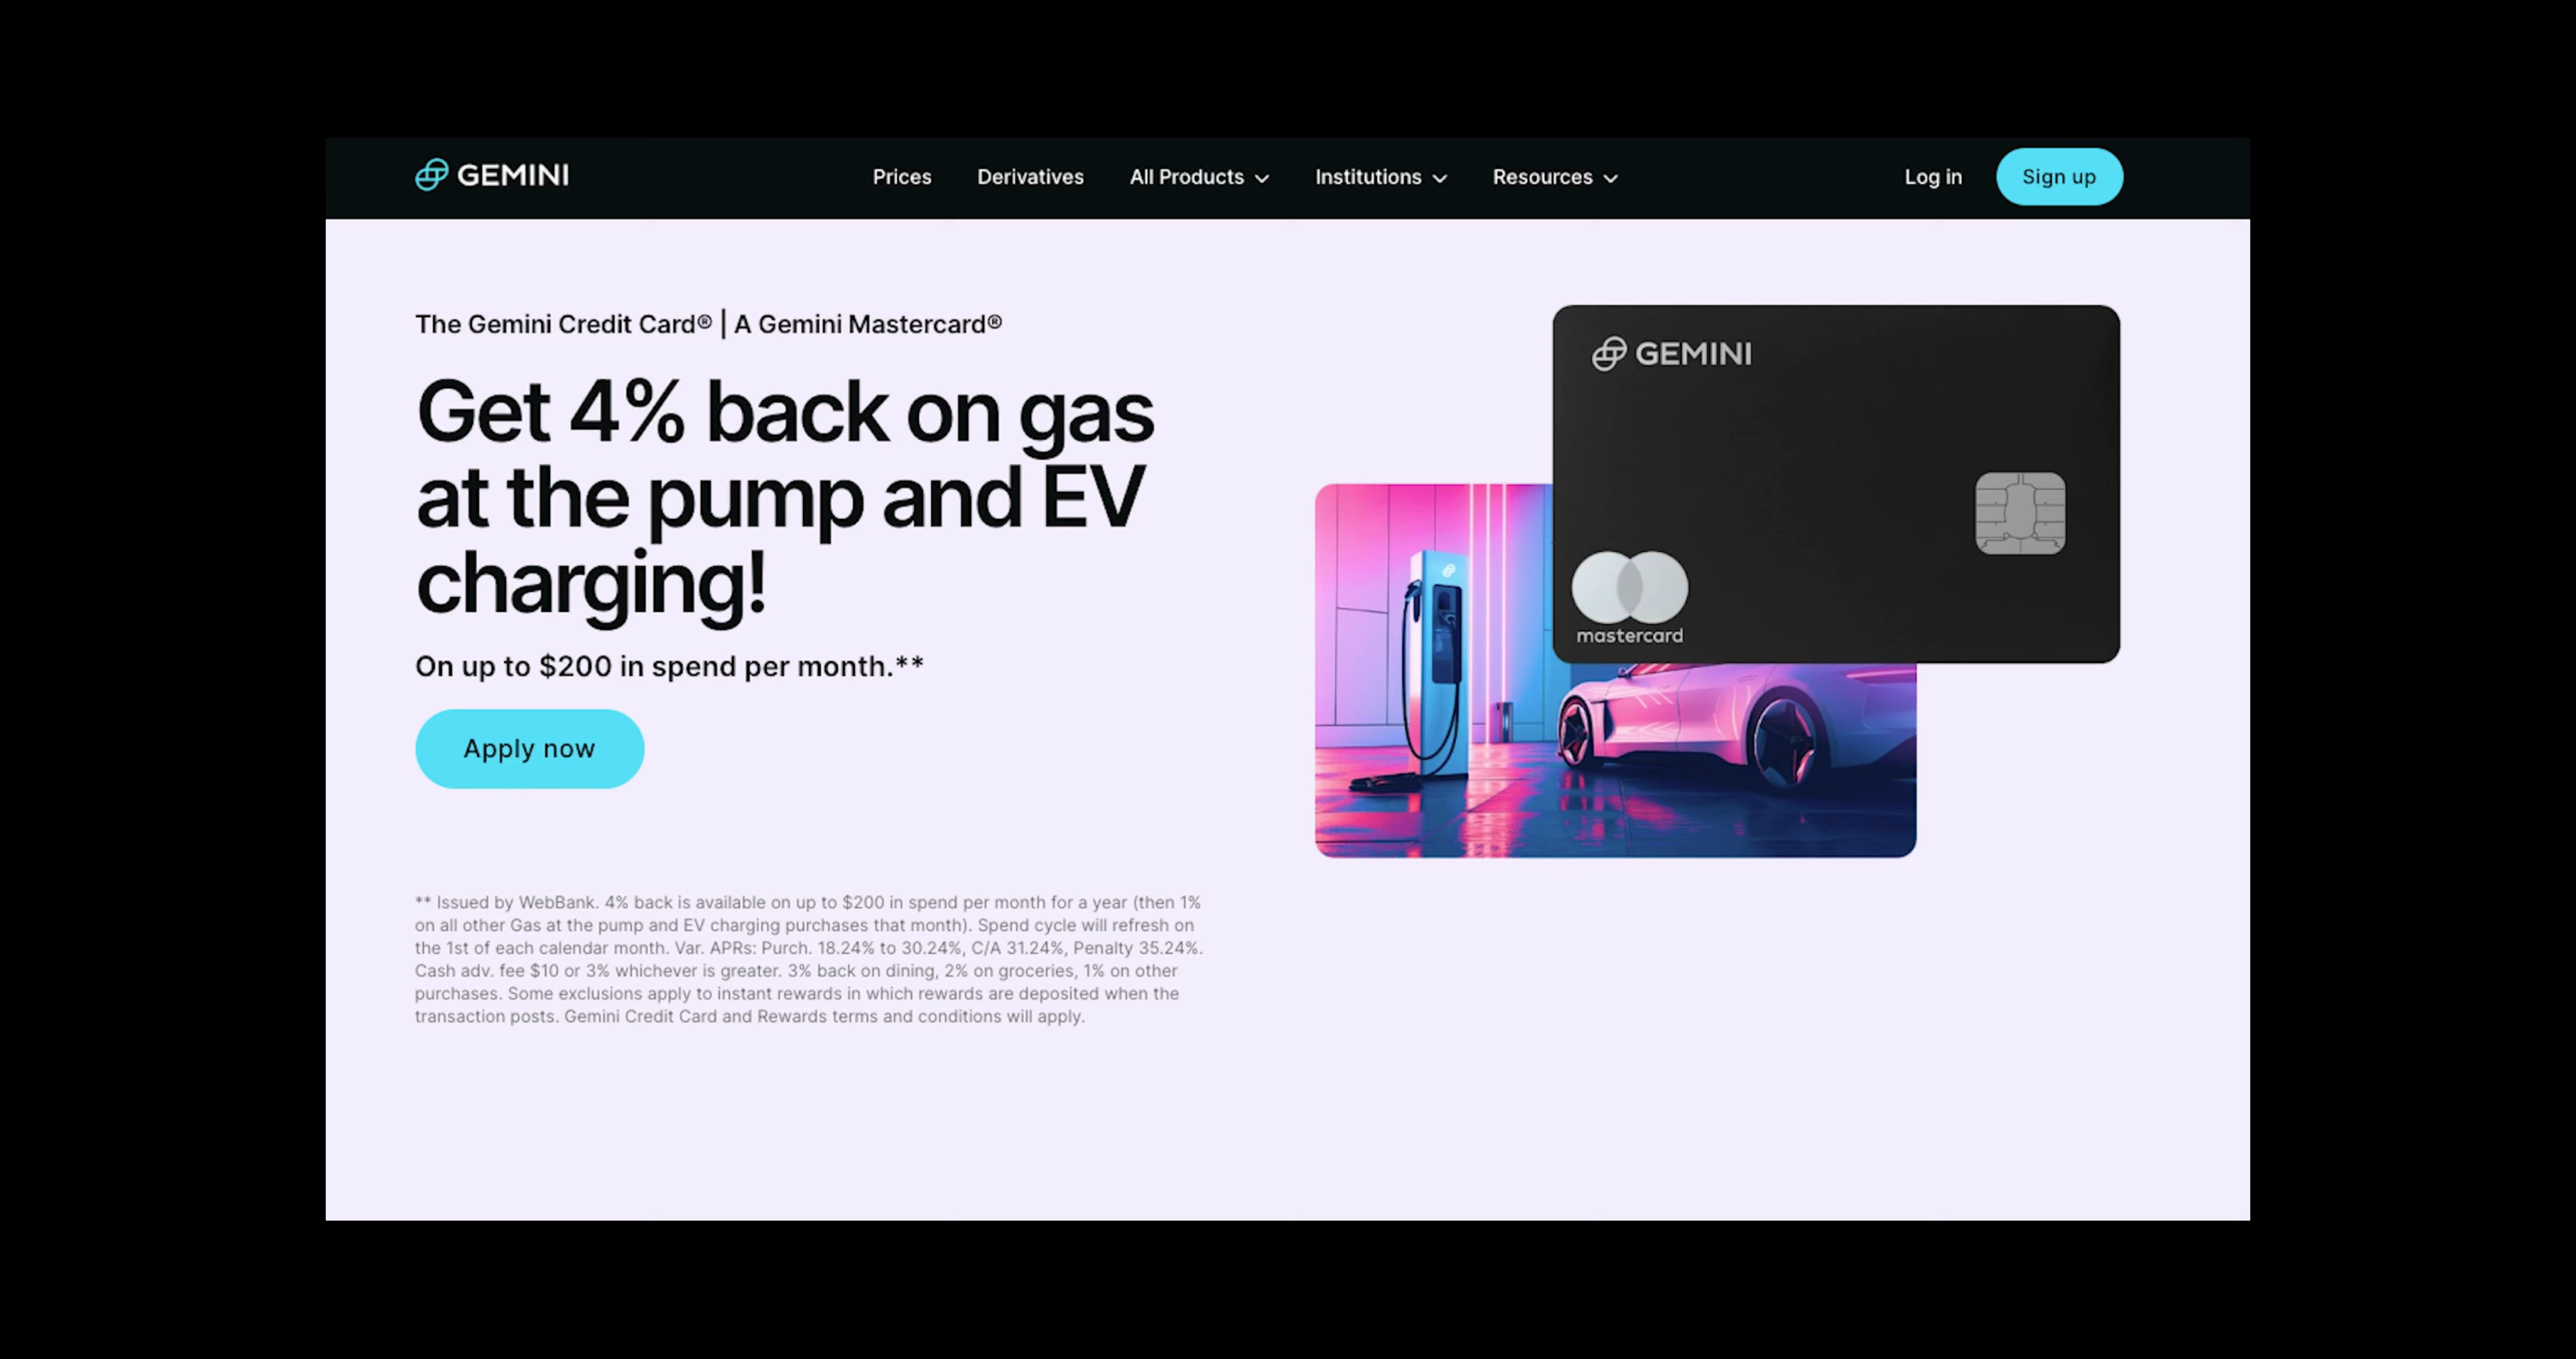 GEMINI
Prices
Derivatives
All Products
Institutions
Resources
Log in
Sign up
The Gemini Credit Card® | A Gemini Mastercard®
Get 4% back on gas
at the pump and EV
charging!
On up to $200 in spend per month.**
Apply now
GEMINI
mastercard
** Issued by WebBank. 4% back is available on up to $200 in spend per month for a year (then 1%
on all other Gas at the pump and EV charging purchases that month). Spend cycle will refresh on
the 1st of each calendar month. Var. APRs: Purch. 18.24% to 30.24%, C/A 31.24%, Penalty 35.24%.
Cash adv. fee $10 or 3% whichever is greater. 3% back on dining, 2% on groceries, 1% on other
purchases. Some exclusions apply to instant rewards in which rewards are deposited when the
transaction posts. Gemini Credit Card and Rewards terms and conditions will apply.